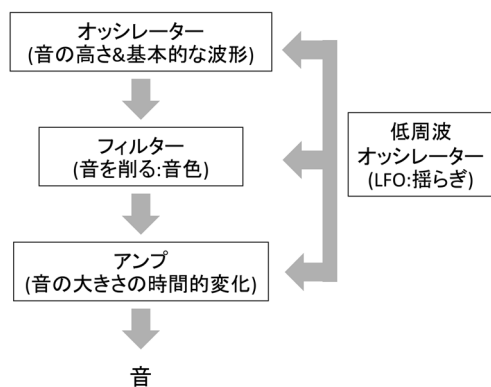 オッシレーター
(音の高さ&基本的な波形)
フィルター
(音を削る:音色)
アンプ
(音の大きさの時間的変化)
音
低周波
オッシレーター
(LFO:揺らぎ)